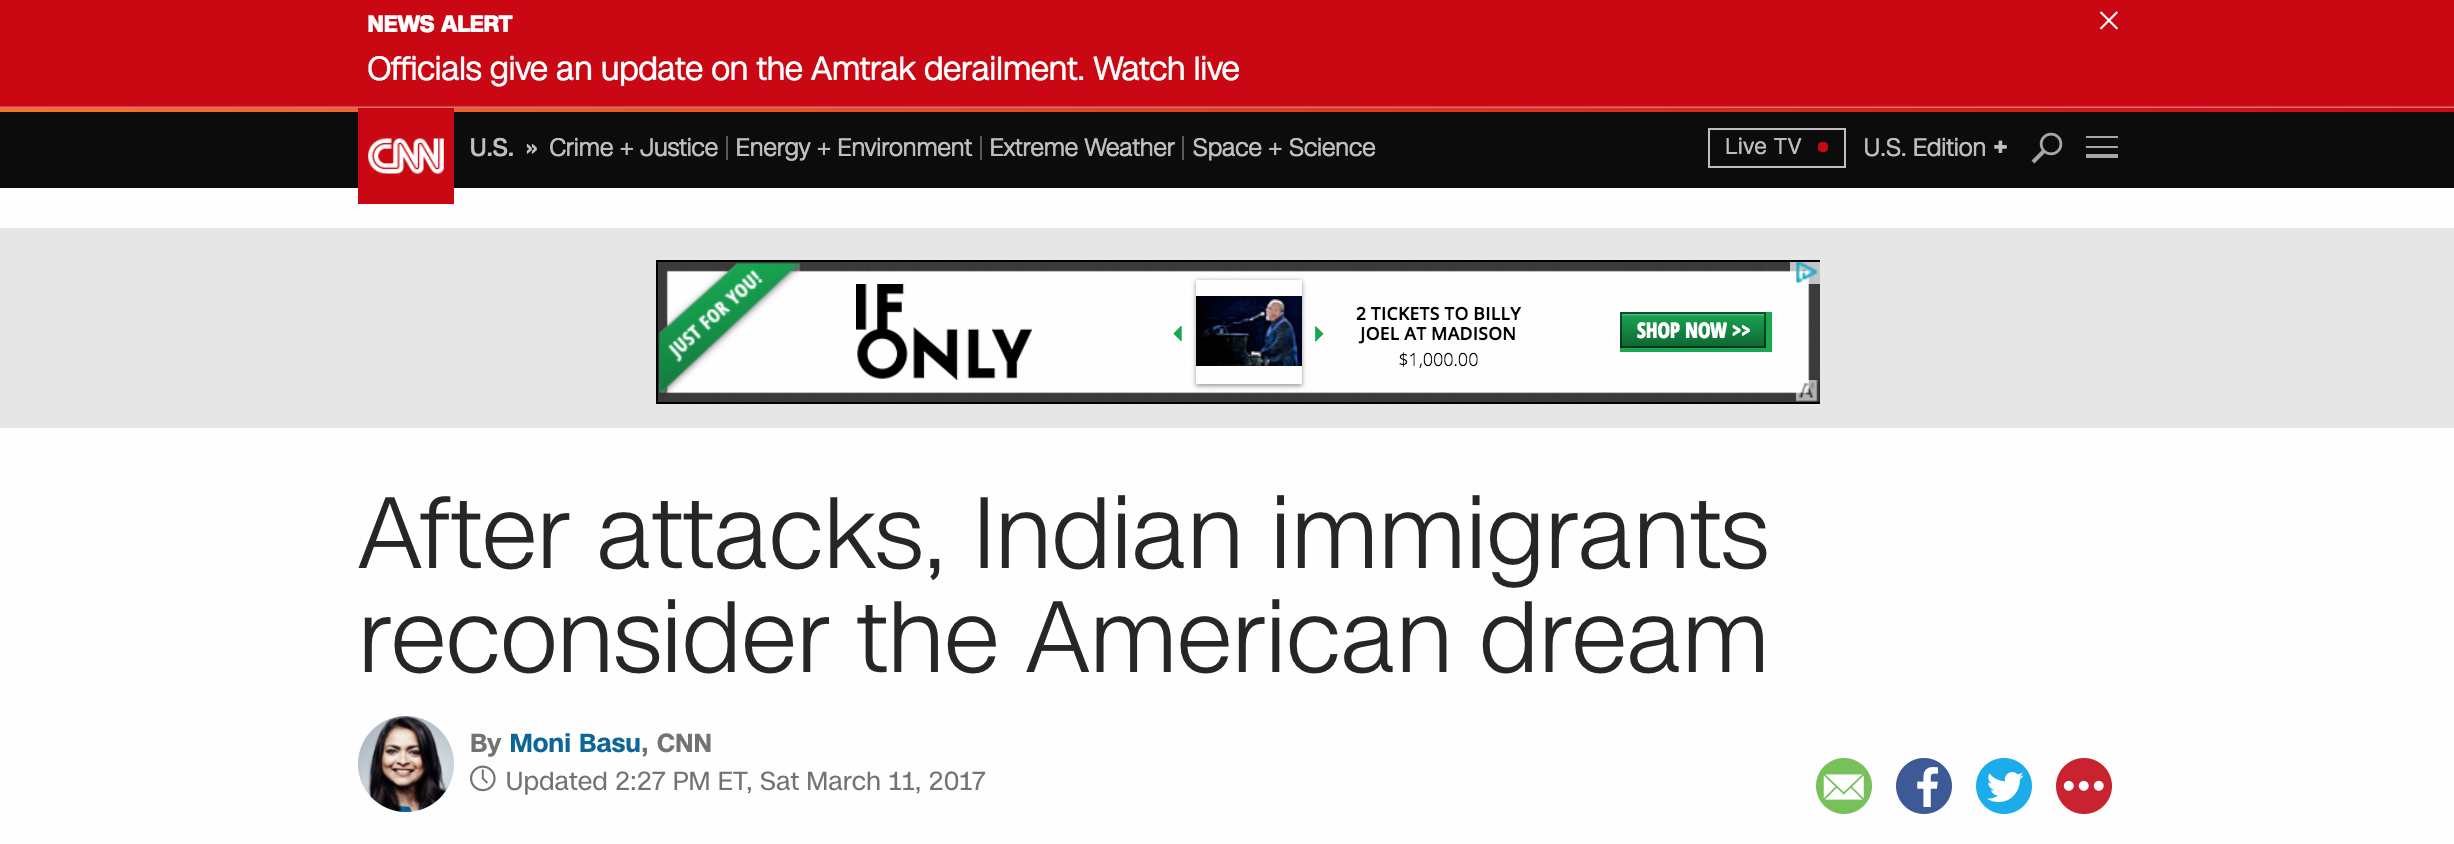 NEWS ALERT
Officials give an update on the Amtrak derailment. Watch live
CNN
U.S. » Crime + Justice | Energy + Environment | Extreme Weather | Space + Science
Live TV
U.S. Edition +
JUST FOR YOU!
IF
ONLY
2 TICKETS TO BILLY
JOEL AT MADISON
$1,000.00
SHOP NOW >>
After attacks, Indian immigrants
reconsider the American dream
By Moni Basu, CNN
Updated 2:27 PM ET, Sat March 11, 2017